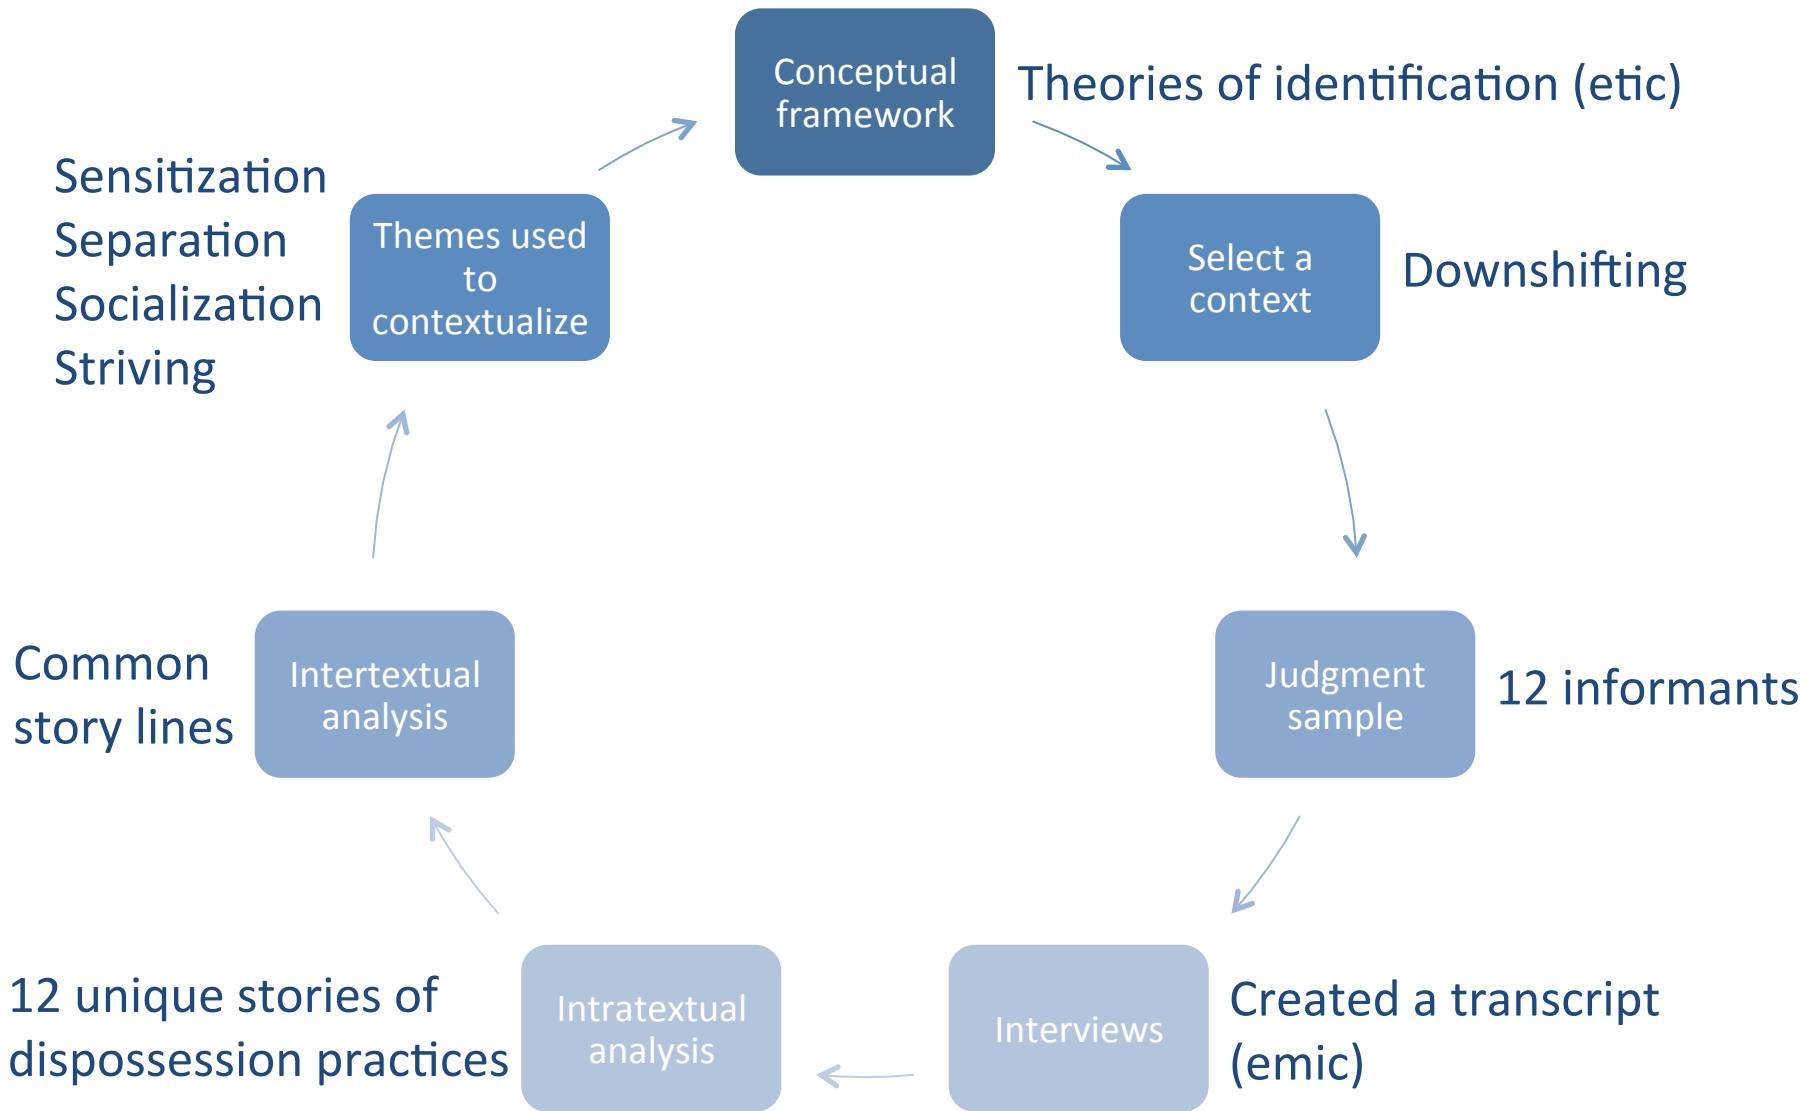 Conceptual
framework
Theories of identification (etic)
Select a
context
Downshifting
Judgment
sample
12 informants
Interviews
Created a transcript
(emic)
Intratextual
analysis
12 unique stories of
dispossession practices
Intertextual
analysis
Common
story lines
Themes used
to
contextualize
Sensitization
Separation
Socialization
Striving